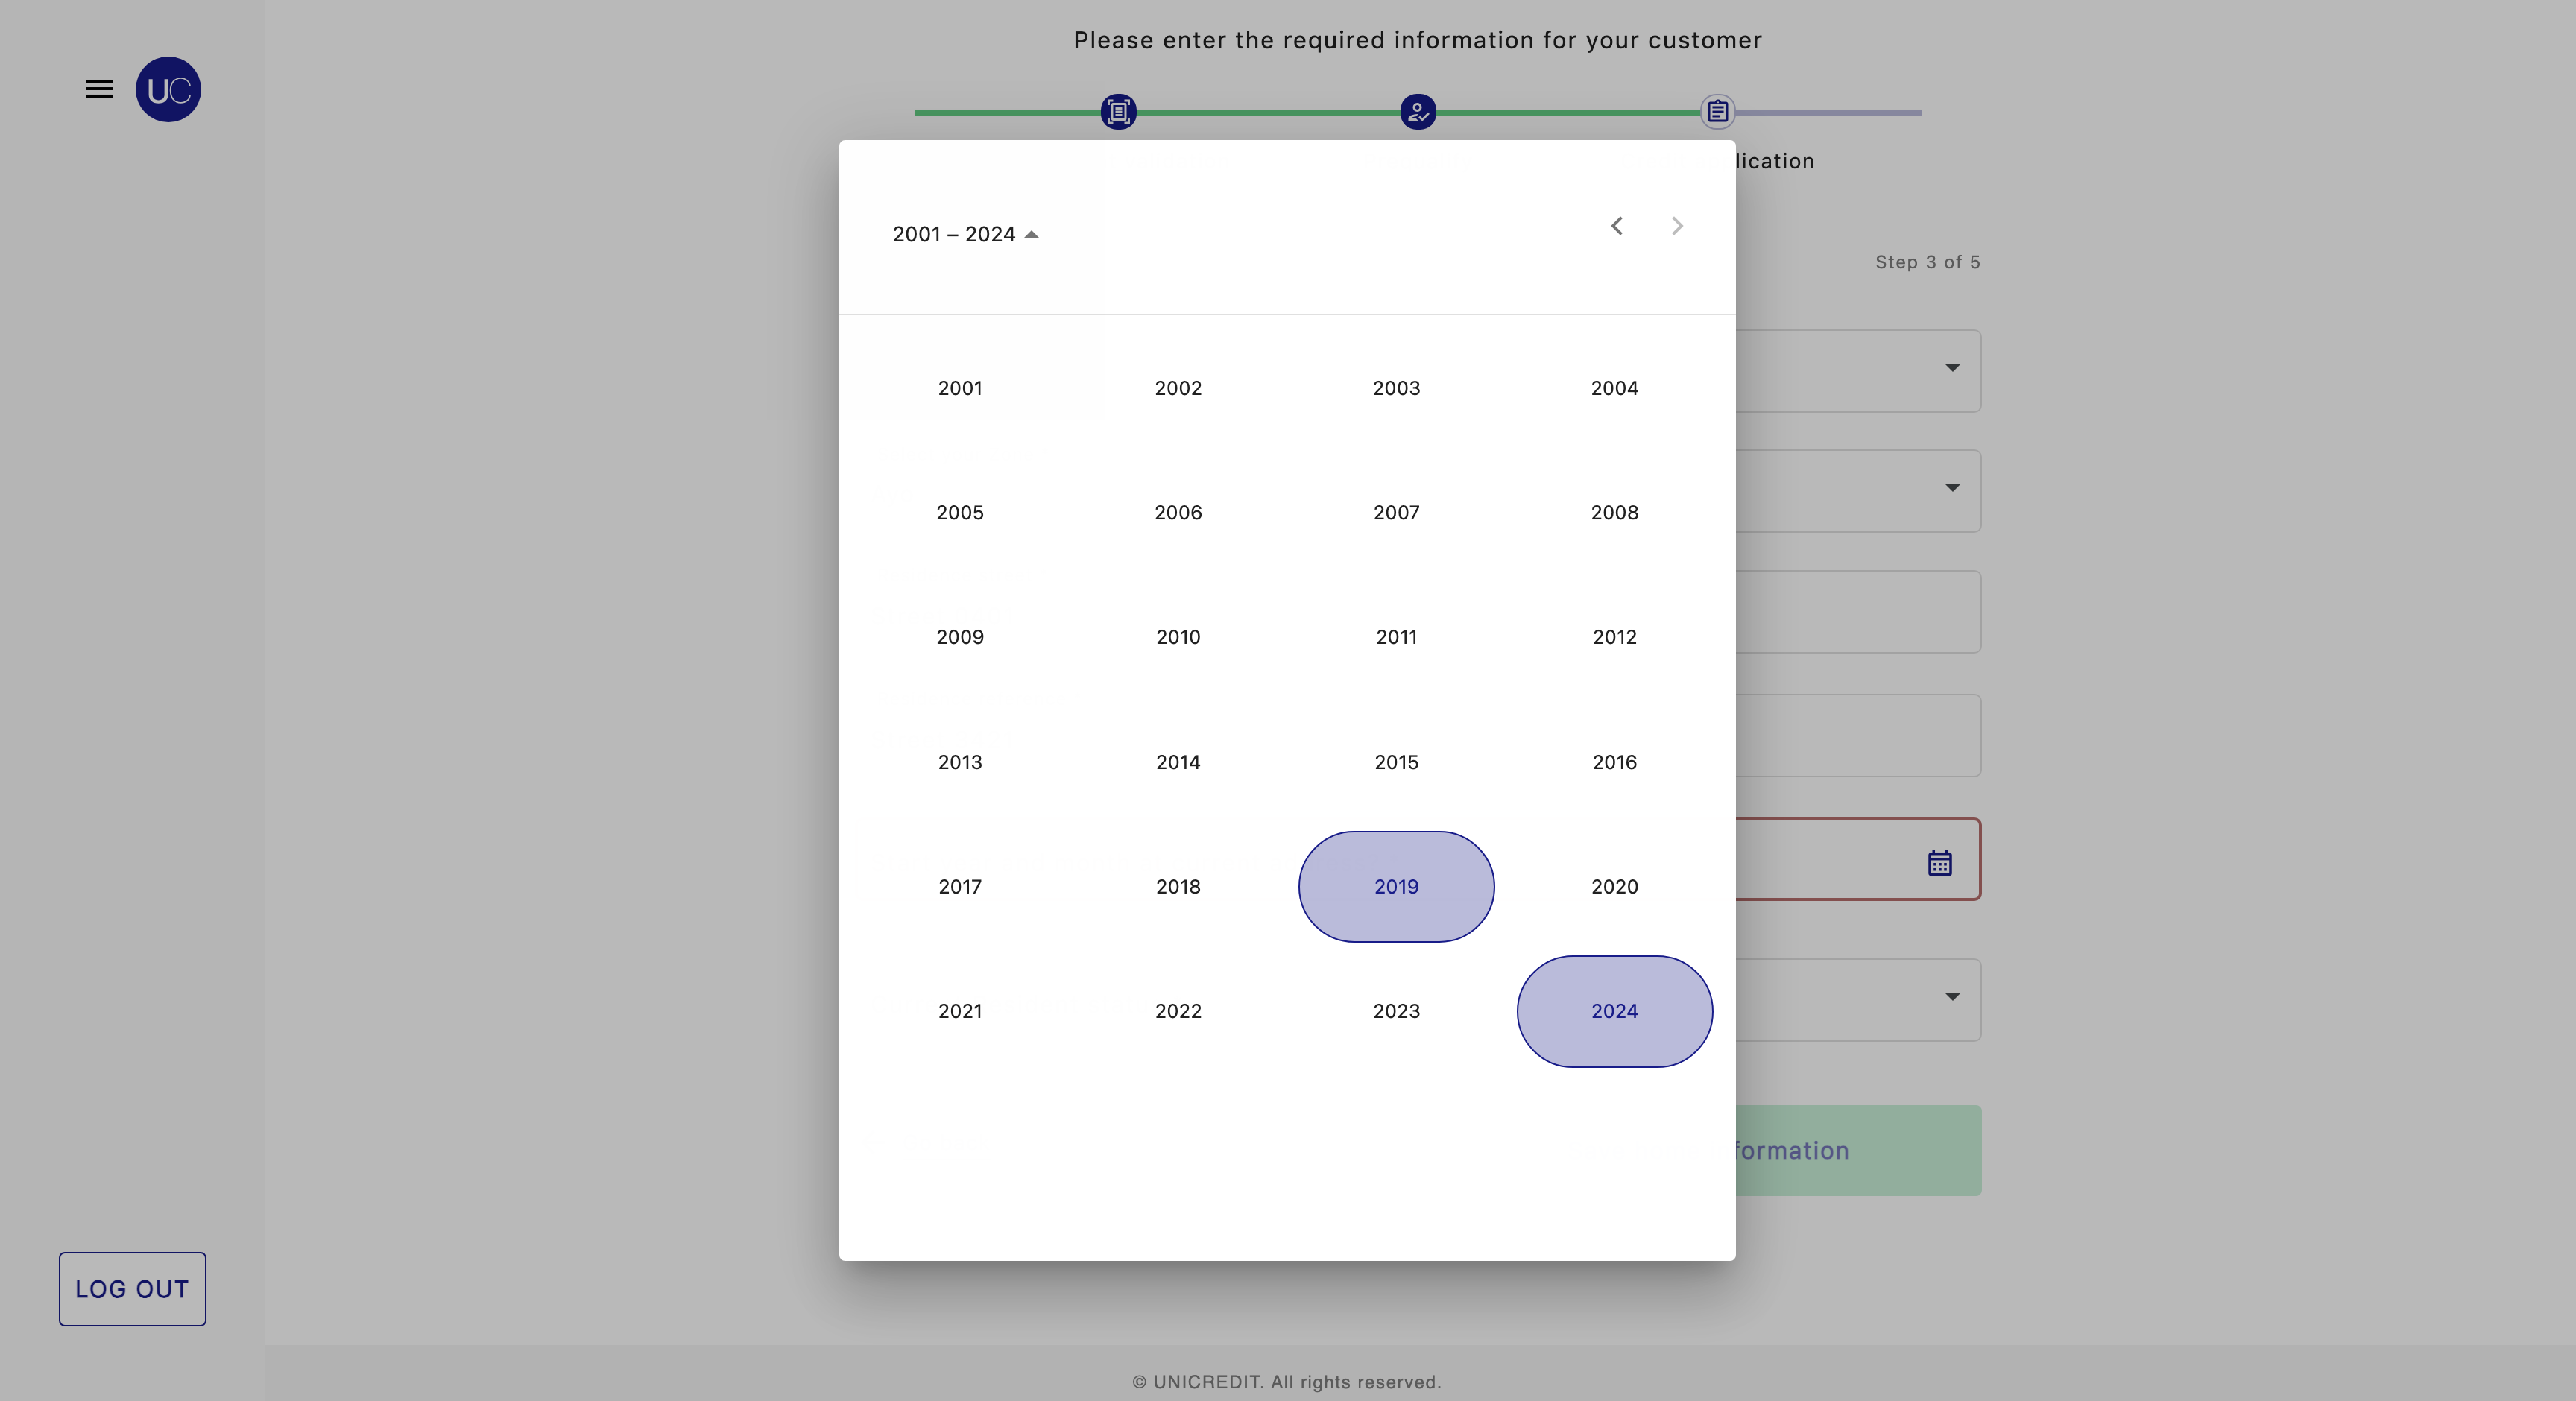 Please enter the required information for your customer
UC
lication
2001 – 2024
Step 3 of 5
2001 2002 2003 2004
2005 2006 2007 2008
2009 2010 2011 2012
2013 2014 2015 2016
2017 2018 2019 2020
2021 2022 2023 2024
formation
LOG OUT
© UNICREDIT. All rights reserved.